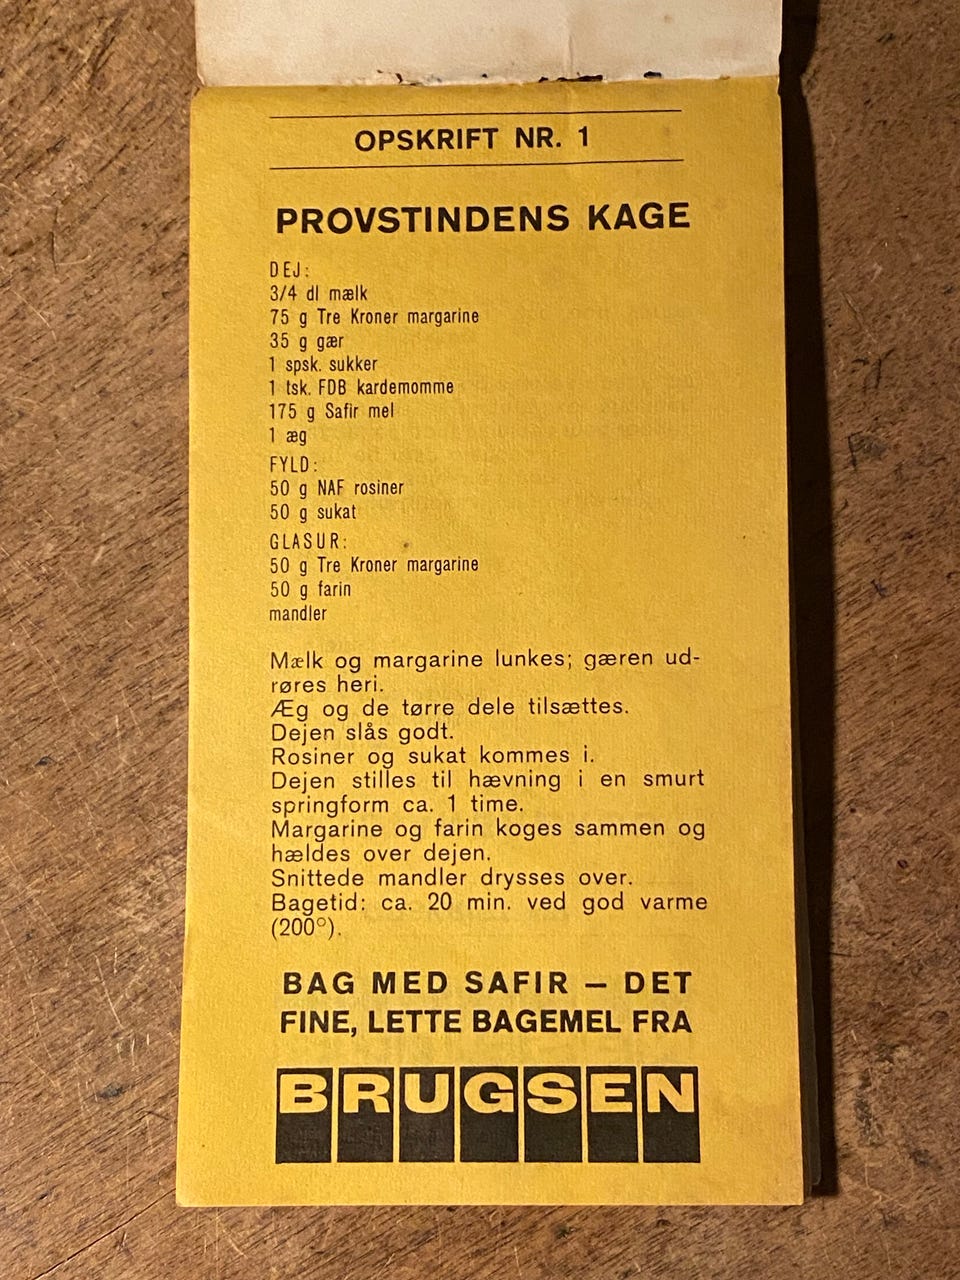 OPSKRIFT NR. 1
PROVSTINDENS KAGE
DEJ:
3/4 dl mælk
75 g Tre Kroner margarine
35 g gær
1 spsk. sukker
1 tsk. FDB kardemomme
175 g Safir mel
1 æg
FYLD:
50 g NAF rosiner
50 g sukat
GLASUR:
50 g Tre Kroner margarine
50 g farin
mandler
Mælk og margarine lunkes; gæren ud-
røres heri.
Æg og de tørre dele tilsættes.
Dejen slås godt.
Rosiner og sukat kommes i.
Dejen stilles til hævning i en smurt
springform ca. 1 time.
Margarine og farin koges sammen og
hældes over dejen.
Snittede mandler drysses over.
Bagetid: ca. 20 min. ved god varme
(200°).
BAG MED SAFIR – DET
FINE, LETTE BAGEMEL FRA
BRUGSEN